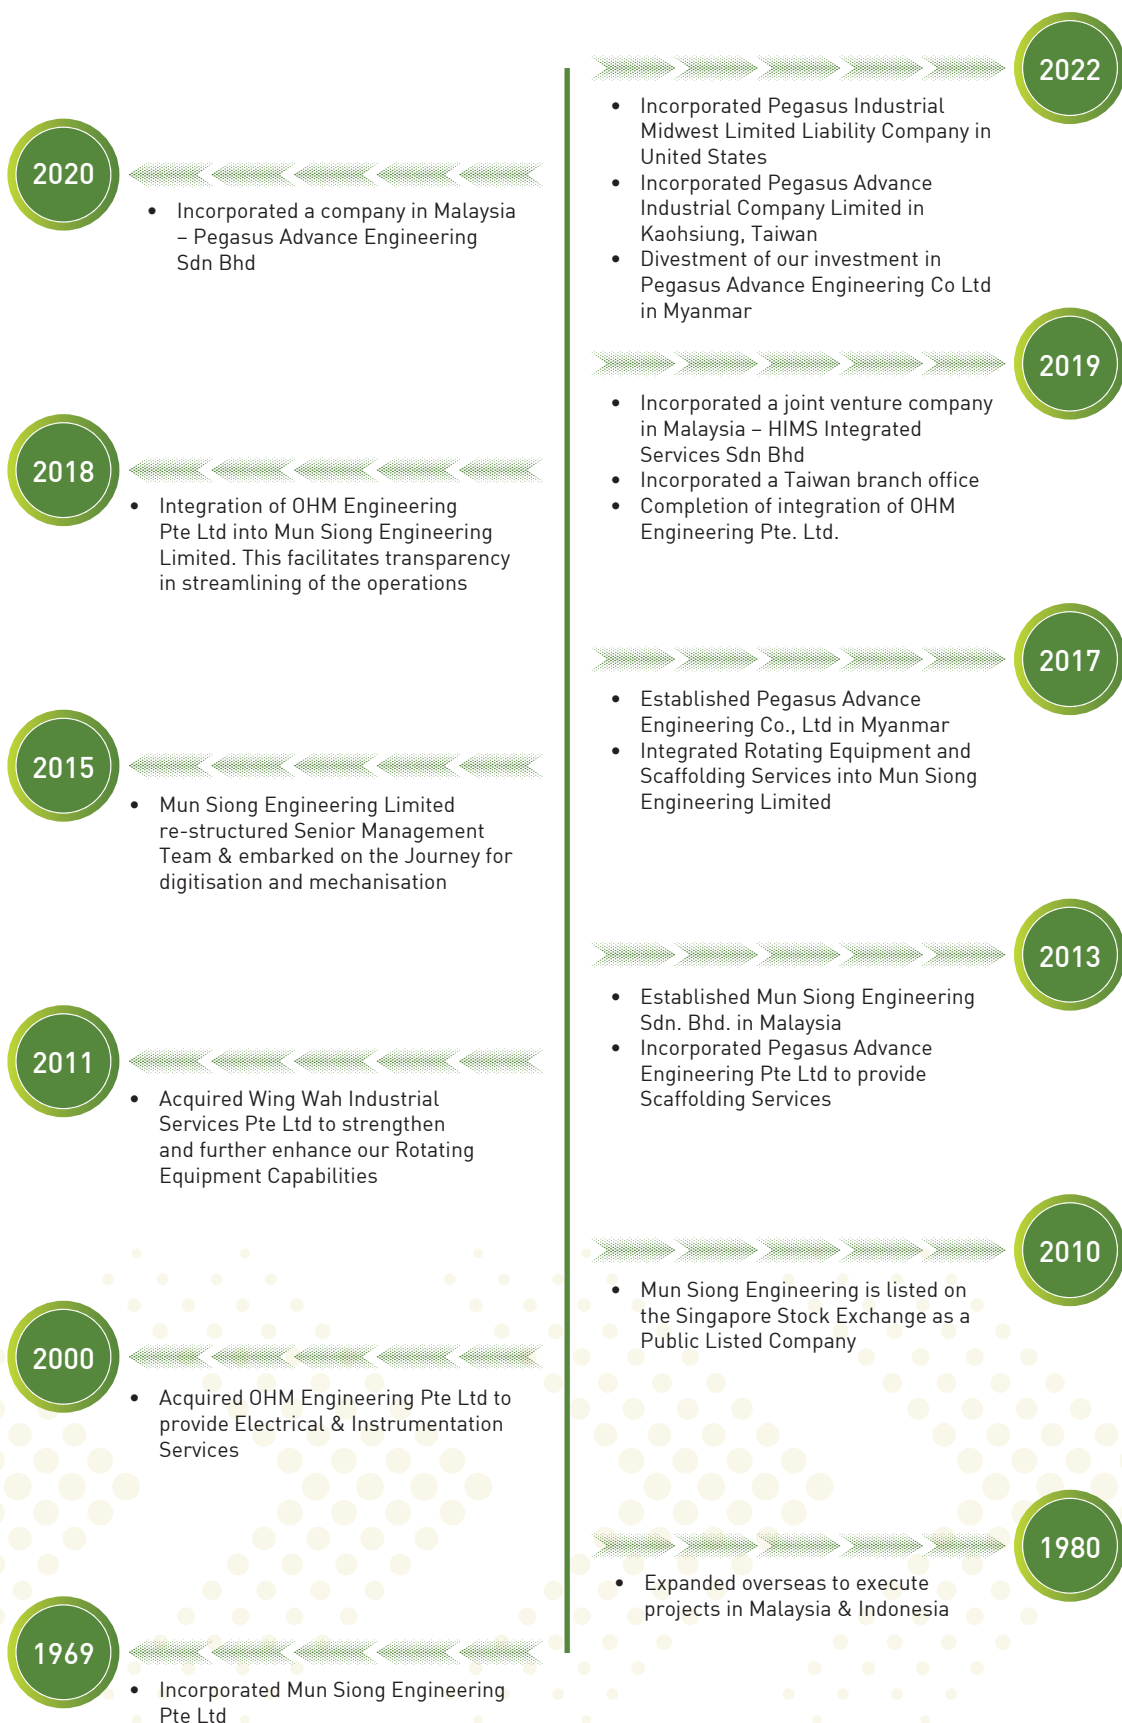 2022
• Incorporated Pegasus Industrial
Midwest Limited Liability Company in
United States
• Incorporated Pegasus Advance
Industrial Company Limited in
Kaohsiung, Taiwan
• Divestment of our investment in
Pegasus Advance Engineering Co Ltd
in Myanmar
2020
• Incorporated a company in Malaysia
– Pegasus Advance Engineering
Sdn Bhd
2019
• Incorporated a joint venture company
in Malaysia – HIMS Integrated
Services Sdn Bhd
• Incorporated a Taiwan branch office
• Completion of integration of OHM
Engineering Pte. Ltd.
2018
• Integration of OHM Engineering
Pte Ltd into Mun Siong Engineering
Limited. This facilitates transparency
in streamlining of the operations
2017
• Established Pegasus Advance
Engineering Co., Ltd in Myanmar
• Integrated Rotating Equipment and
Scaffolding Services into Mun Siong
Engineering Limited
2015
• Mun Siong Engineering Limited
re-structured Senior Management
Team & embarked on the Journey for
digitisation and mechanisation
2013
• Established Mun Siong Engineering
Sdn. Bhd. in Malaysia
• Incorporated Pegasus Advance
Engineering Pte Ltd to provide
Scaffolding Services
2011
• Acquired Wing Wah Industrial
Services Pte Ltd to strengthen
and further enhance our Rotating
Equipment Capabilities
2010
• Mun Siong Engineering is listed on
the Singapore Stock Exchange as a
Public Listed Company
2000
• Acquired OHM Engineering Pte Ltd to
provide Electrical & Instrumentation
Services
1980
• Expanded overseas to execute
projects in Malaysia & Indonesia
1969
• Incorporated Mun Siong Engineering
Pte Ltd